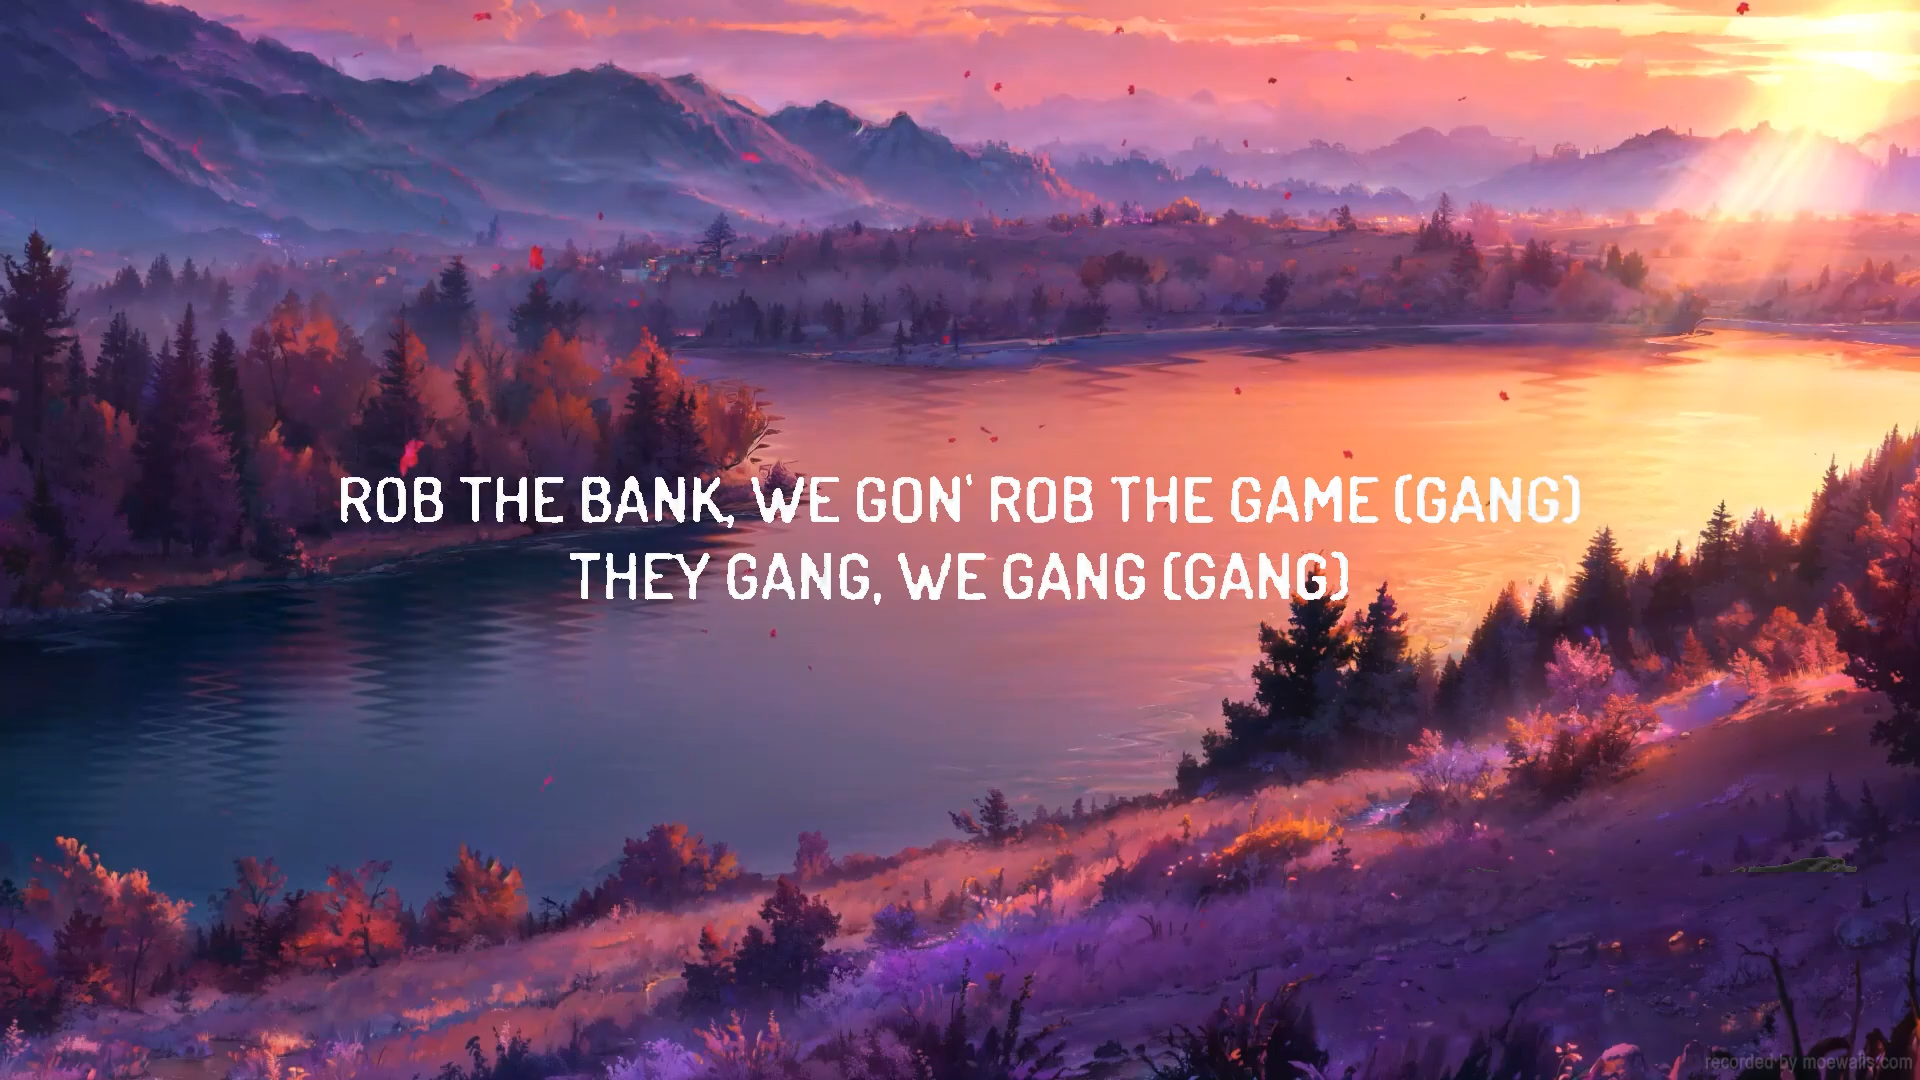 ROB THE BANK, WE GON' ROB THE GAME (GANG)
THEY GANG, WE GANG (GANG)
recorded by moewalls.com